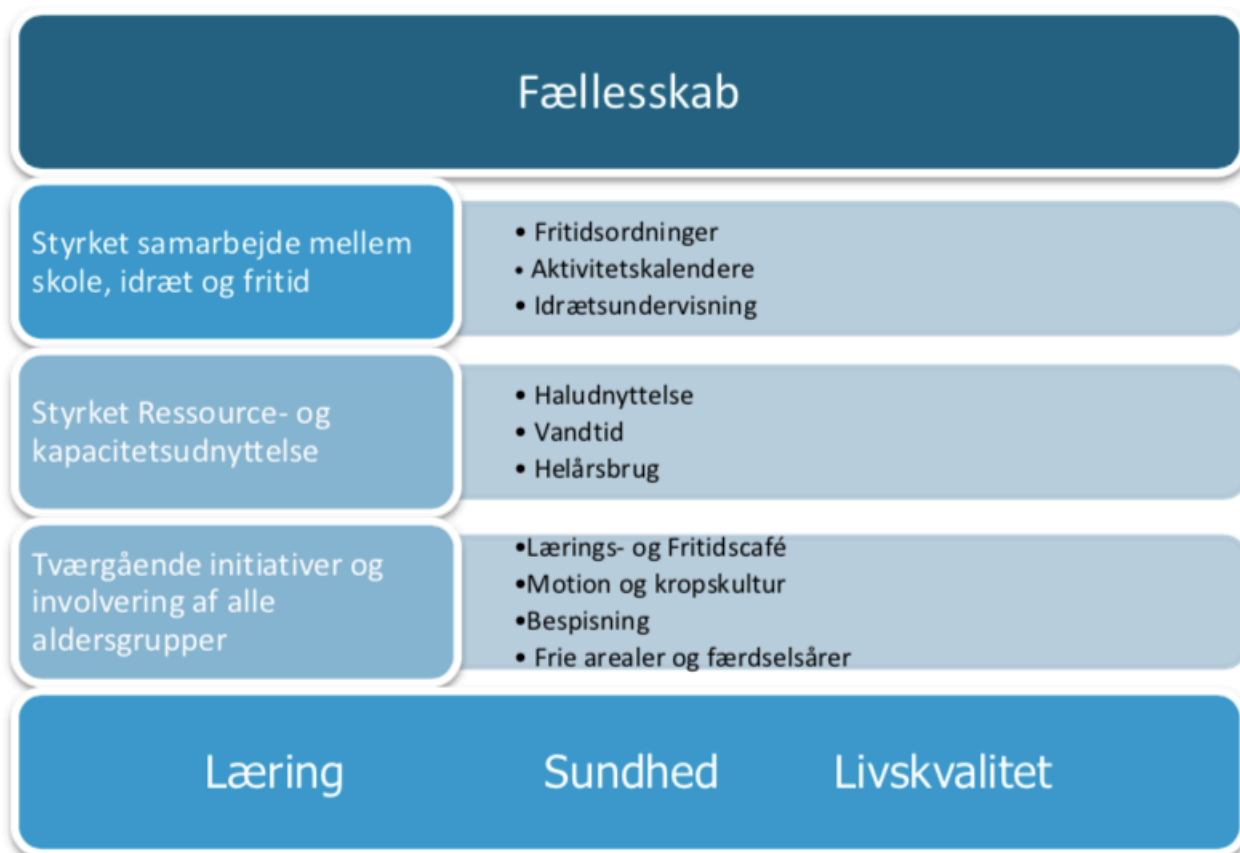 Fællesskab
Styrket samarbejde mellem
skole, idræt og fritid
• Fritidsordninger
• Aktivitetskalendere
• Idrætsundervisning
Styrket Ressource- og
kapacitetsudnyttelse
• Haludnyttelse
• Vandtid
• Helårsbrug
Tværgående initiativer og
involvering af alle
aldersgrupper
•Lærings- og Fritidscafé
•Motion og kropskultur
•Bespisning
• Frie arealer og færdselsårer
Læring Sundhed Livskvalitet